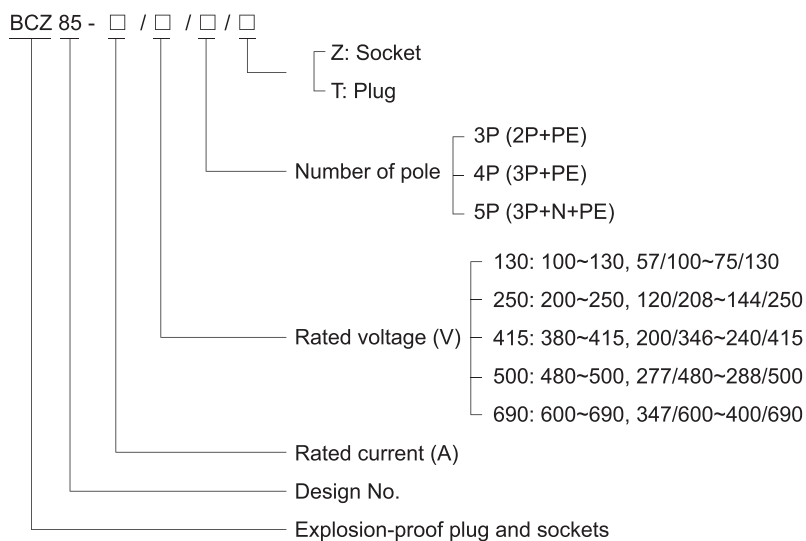 BCZ 85 - □ / □ / □ / □
Z: Socket
T: Plug
3P (2P+PE)
Number of pole
4P (3P+PE)
5P (3P+N+PE)
130: 100~130, 57/100~75/130
250: 200~250, 120/208~144/250
Rated voltage (V)
415: 380~415, 200/346~240/415
500: 480~500, 277/480~288/500
690: 600~690, 347/600~400/690
Rated current (A)
Design No.
Explosion-proof plug and sockets